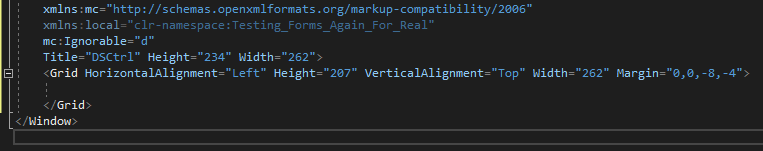 xmlns:mc="http://schemas.openxmlformats.org/markup-compatibility/2006"
xmlns:local="clr-namespace:Testing_Forms_Again_For_Real"
mc:Ignorable="d"
Title="DSCtrl" Height="234" Width="262">
<Grid HorizontalAlignment="Left" Height="207" VerticalAlignment="Top" Width="262" Margin="0,0,-8,-4">
</Grid>
</Window>